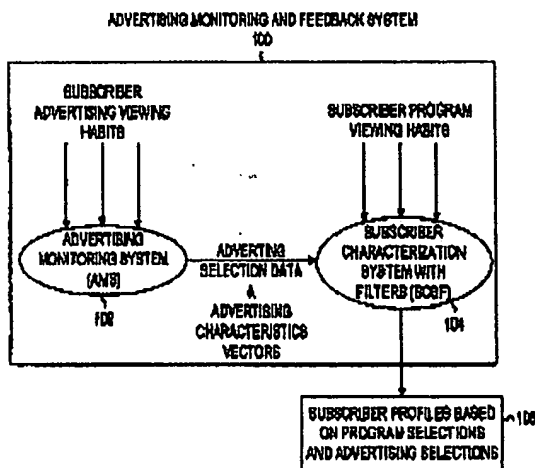 ADVERTISING MONITORING AND FEEDBACK SYSTEM
100
SUBSCRIBER
ADVERTISING VIEWING
HABITS
SUBSCRIBER PROGRAM
VIEWING HABITS
ADVERTISING
MONITORING SYSTEM
(AMS)
102
ADVERTING
SELECTION DATA
&
ADVERTISING
CHARACTERISTICS
VECTORS
SUBSCRIBER
CHARACTERIZATION
SYSTEM WITH
FILTERS (SCSF)
104
SUBSCRIBER PROFILES BASED
ON PROGRAM SELECTIONS
AND ADVERTISING SELECTIONS